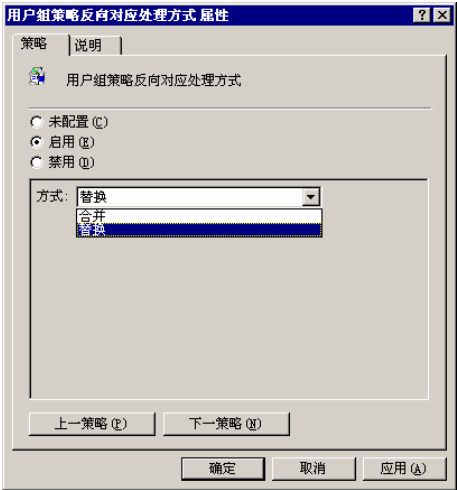 用户组策略反向对应处理方式 属性
策略
说明
用户组策略反向对应处理方式
未配置(C)
启用(E)
禁用(D)
方式: 替换
合并
替换
上一策略(P)
下一策略(N)
确定
取消
应用(A)